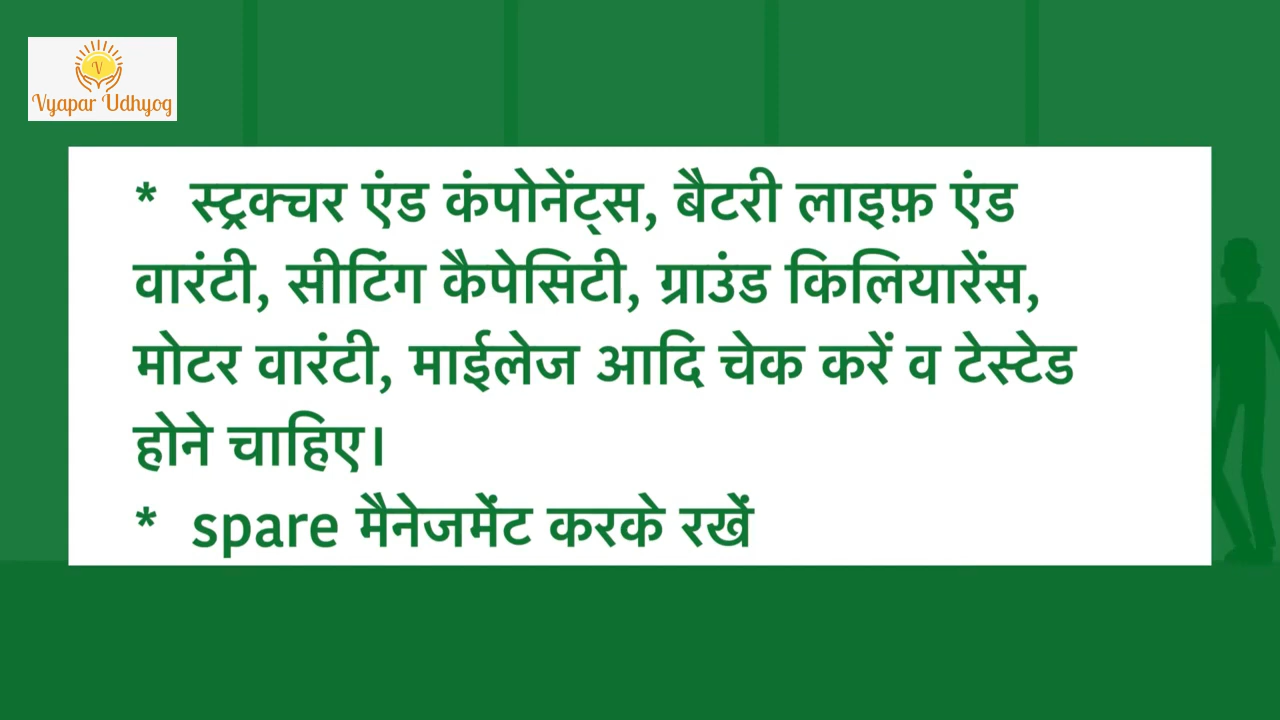 V
Vyapar Udhyog
* स्ट्रक्चर एंड कंपोनेंट्स, बैटरी लाइफ़ एंड
वारंटी, सीटिंग कैपेसिटी, ग्राउंड किलियारेंस,
मोटर वारंटी, माईलेज आदि चेक करें व टेस्टेड
होने चाहिए।
* spare मैनेजमेंट करके रखें